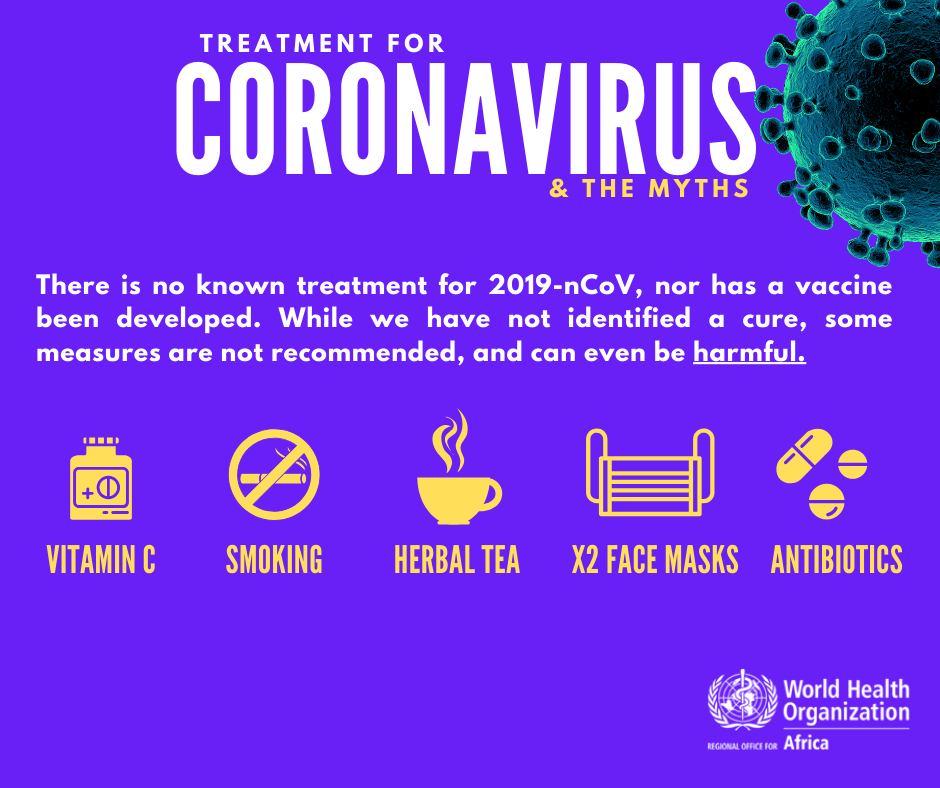 TREATMENT FOR
CORONAVIRUS
& THE MYTHS
There is no known treatment for 2019-nCoV, nor has a vaccine
been developed. While we have not identified a cure, some
measures are not recommended, and can even be harmful.
VITAMIN C
SMOKING
HERBAL TEA
X2 FACE MASKS
ANTIBIOTICS
World Health
Organization
REGIONAL OFFICE FOR Africa